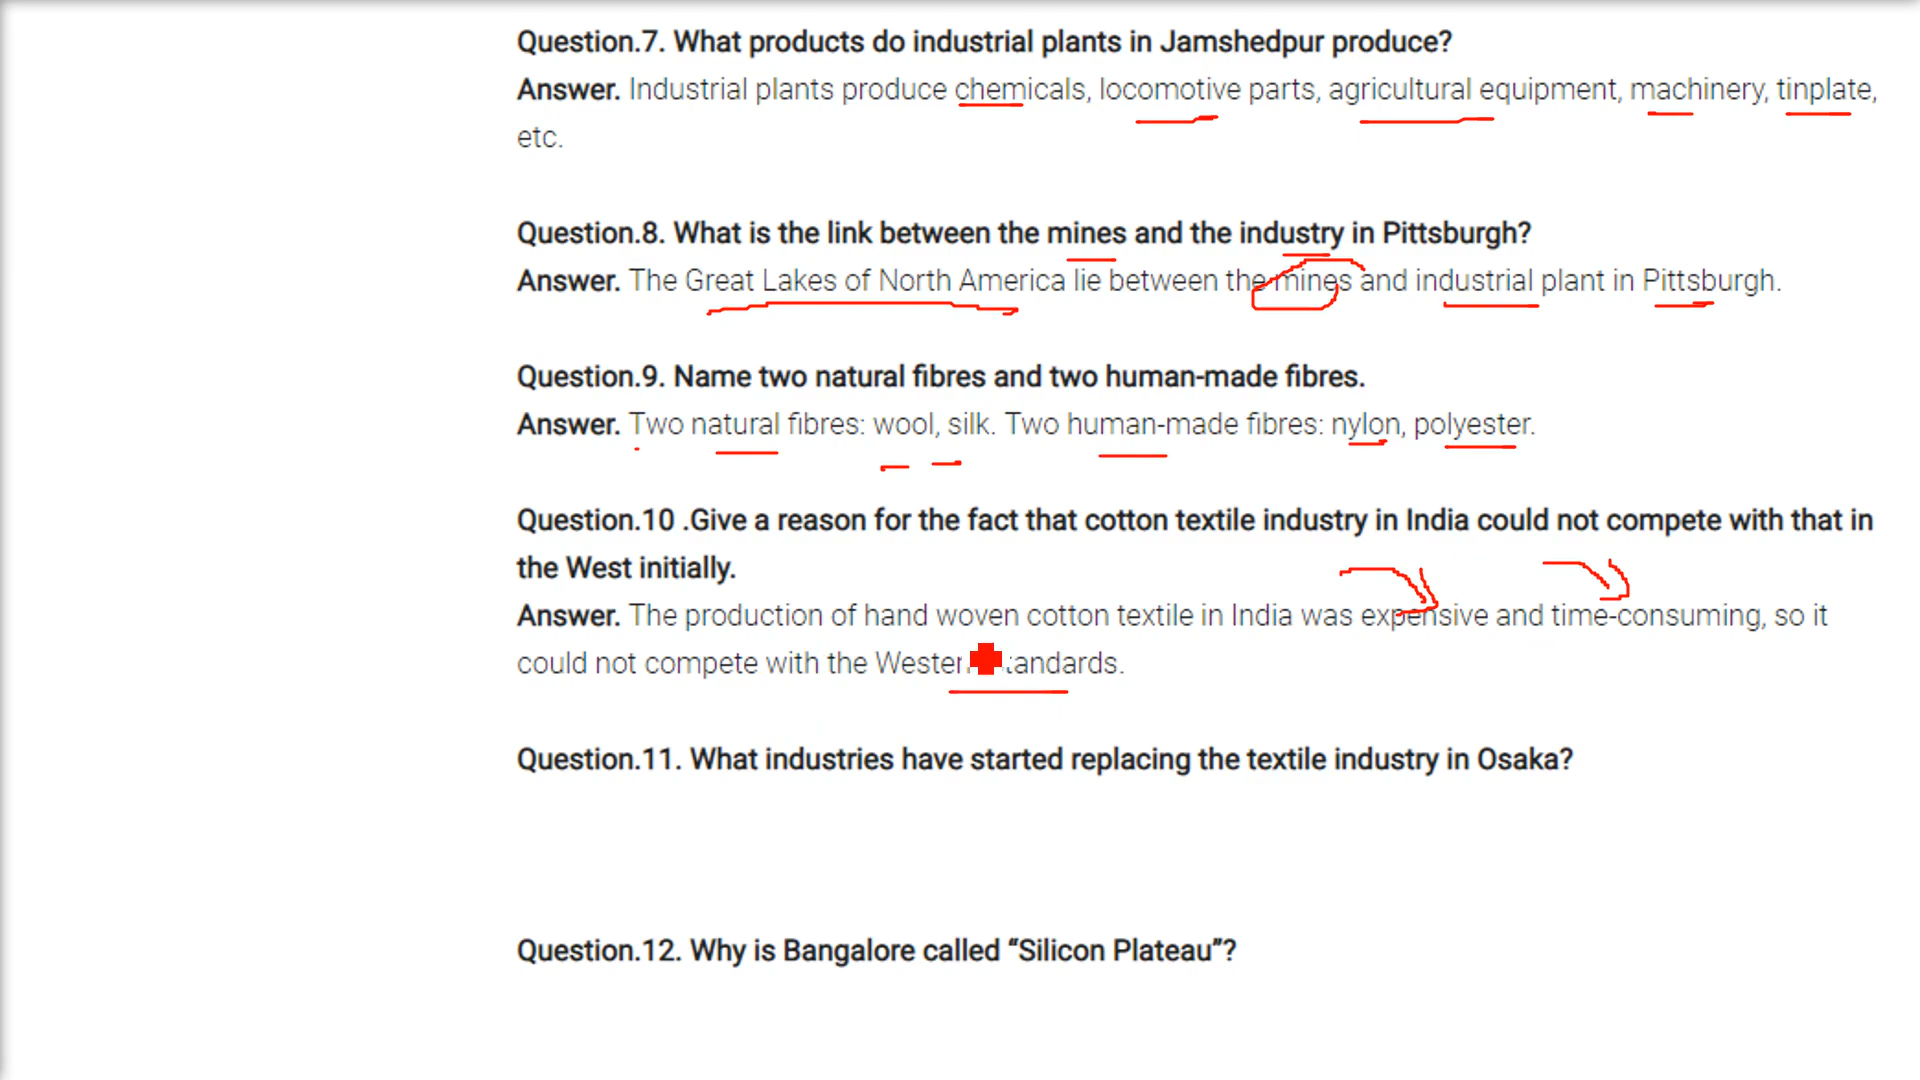 Question.7. What products do industrial plants in Jamshedpur produce?
Answer. Industrial plants produce chemicals, locomotive parts, agricultural equipment, machinery, tinplate,
etc.
Question.8. What is the link between the mines and the industry in Pittsburgh?
Answer. The Great Lakes of North America lie between the mines and industrial plant in Pittsburgh.
Question.9. Name two natural fibres and two human-made fibres.
Answer. Two natural fibres: wool, silk. Two human-made fibres: nylon, polyester.
Question.10 .Give a reason for the fact that cotton textile industry in India could not compete with that in
the West initially.
Answer. The production of hand woven cotton textile in India was expensive and time-consuming, so it
could not compete with the Western standards.
Question.11. What industries have started replacing the textile industry in Osaka?
Question.12. Why is Bangalore called “Silicon Plateau”?